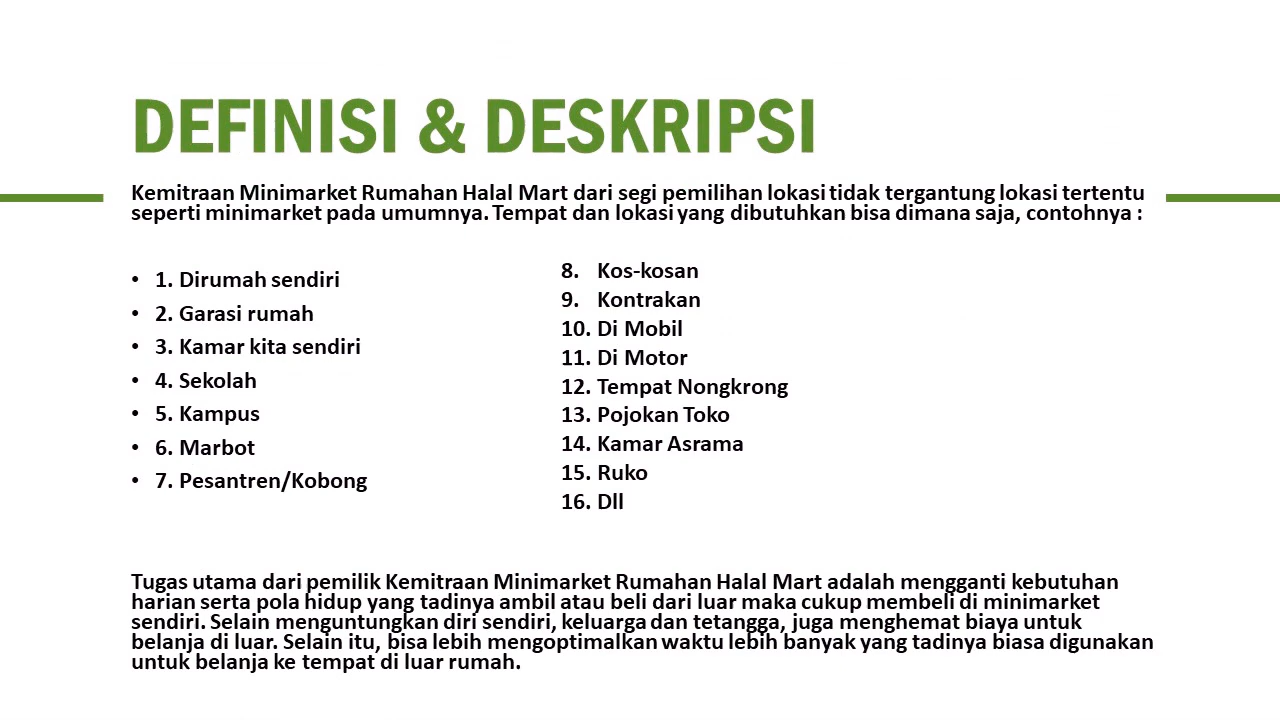 DEFINISI & DESKRIPSI
Kemitraan Minimarket Rumahan Halal Mart dari segi pemilihan lokasi tidak tergantung lokasi tertentu
seperti minimarket pada umumnya. Tempat dan lokasi yang dibutuhkan bisa dimana saja, contohnya :
• 1. Dirumah sendiri
• 2. Garasi rumah
• 3. Kamar kita sendiri
• 4. Sekolah
• 5. Kampus
• 6. Marbot
• 7. Pesantren/Kobong
8. Kos-kosan
9. Kontrakan
10. Di Mobil
11. Di Motor
12. Tempat Nongkrong
13. Pojokan Toko
14. Kamar Asrama
15. Ruko
16. Dll
Tugas utama dari pemilik Kemitraan Minimarket Rumahan Halal Mart adalah mengganti kebutuhan
harian serta pola hidup yang tadinya ambil atau beli dari luar maka cukup membeli di minimarket
sendiri. Selain menguntungkan diri sendiri, keluarga dan tetangga, juga menghemat biaya untuk
belanja di luar. Selain itu, bisa lebih mengoptimalkan waktu lebih banyak yang tadinya biasa digunakan
untuk belanja ke tempat di luar rumah.